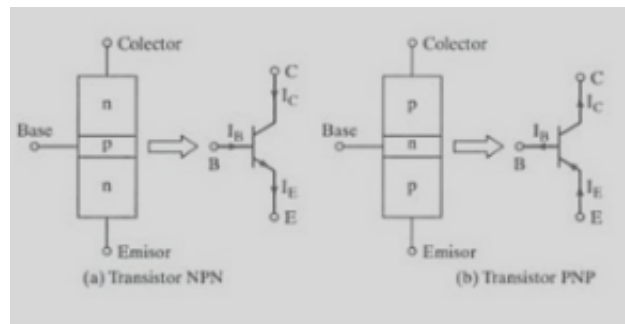 Colector
C
n
I_C
Base
p
I_B
B
n
I_E
E
Emisor
(a) Transistor NPN
Colector
C
p
I_C
Base
n
I_B
B
p
I_E
E
Emisor
(b) Transistor PNP